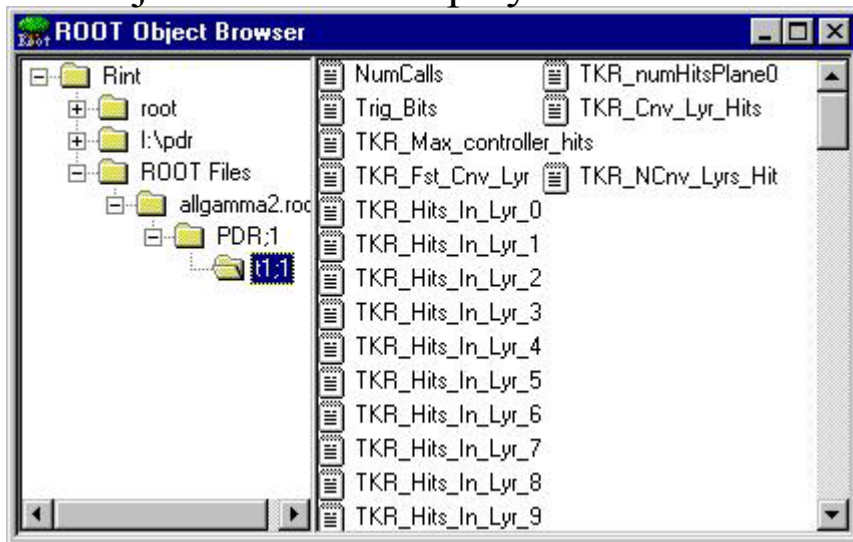 ROOT Object Browser
Rint
root
I:\pdr
ROOT Files
allgamma2.roo
PDR;1
t1;1
NumCalls TKR_numHitsPlane0
Trig_Bits TKR_Cnv_Lyr_Hits
TKR_Max_controller_hits
TKR_Fst_Cnv_Lyr TKR_NCnv_Lyrs_Hit
TKR_Hits_In_Lyr_0
TKR_Hits_In_Lyr_1
TKR_Hits_In_Lyr_2
TKR_Hits_In_Lyr_3
TKR_Hits_In_Lyr_4
TKR_Hits_In_Lyr_5
TKR_Hits_In_Lyr_6
TKR_Hits_In_Lyr_7
TKR_Hits_In_Lyr_8
TKR_Hits_In_Lyr_9